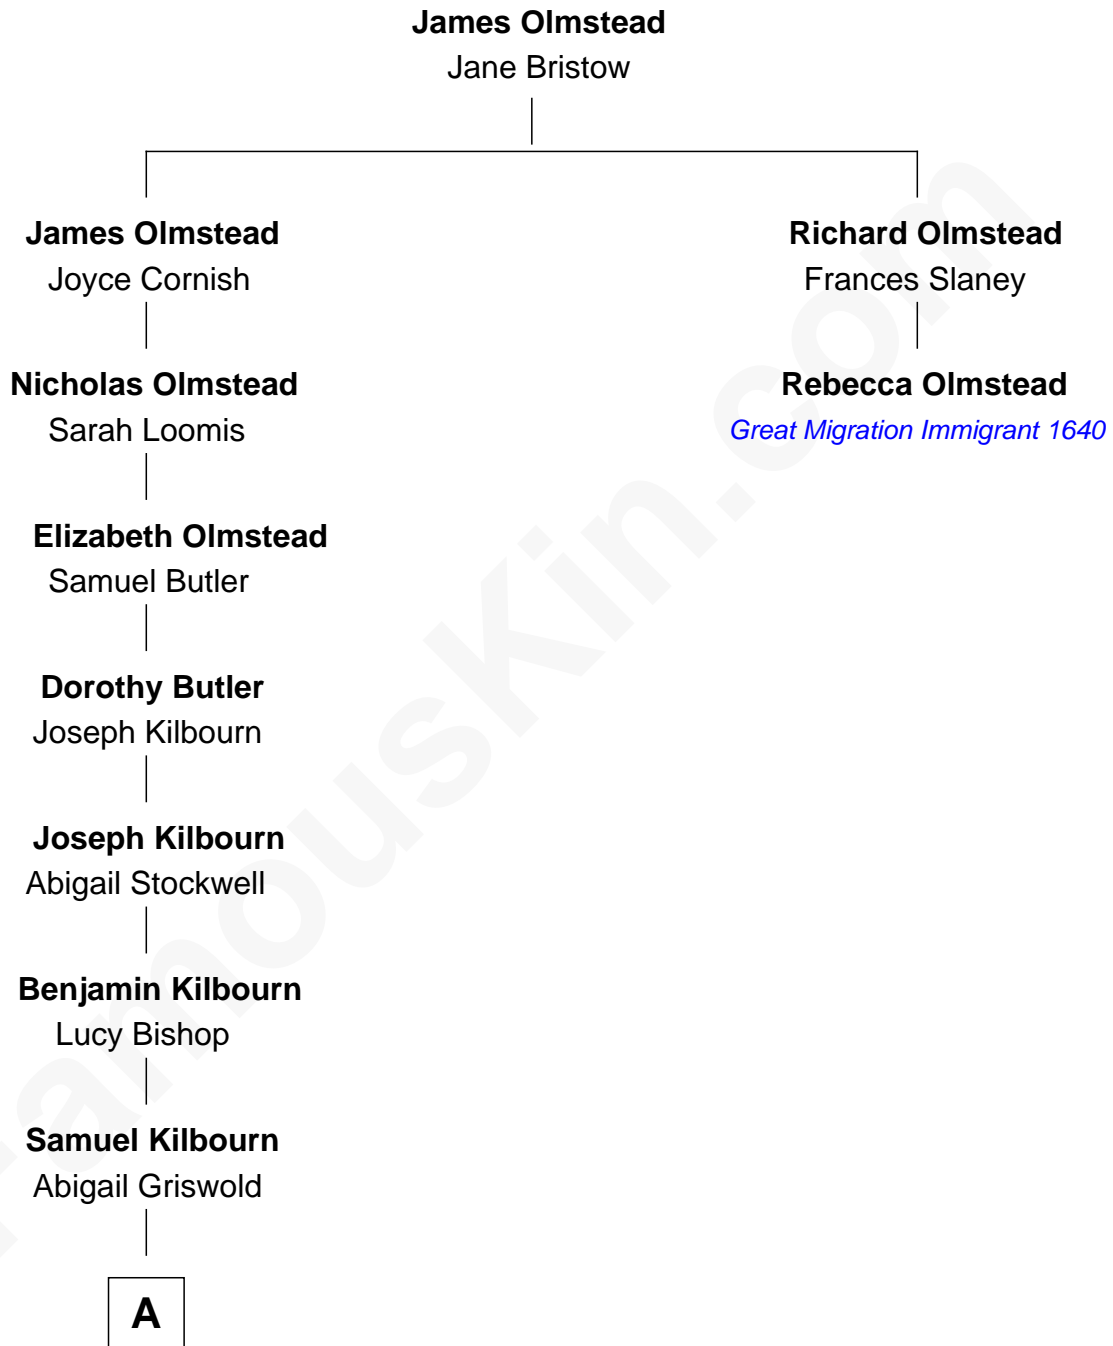 James Olmstead
Jane Bristow
James Olmstead
Joyce Cornish
Richard Olmstead
Frances Slaney
Nicholas Olmstead
Sarah Loomis
Rebecca Olmstead
Great Migration Immigrant 1640
Elizabeth Olmstead
Samuel Butler
Dorothy Butler
Joseph Kilbourn
Joseph Kilbourn
Abigail Stockwell
Benjamin Kilbourn
Lucy Bishop
Samuel Kilbourn
Abigail Griswold
A
FamousKin.com